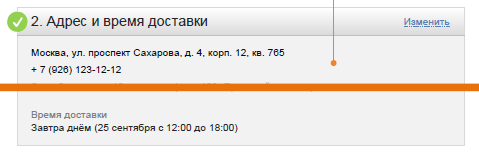 2. Адрес и время доставки
Изменить
Москва, ул. проспект Сахарова, д. 4, корп. 12, кв. 765
+ 7 (926) 123-12-12
Время доставки
Завтра днём (25 сентября с 12:00 до 18:00)